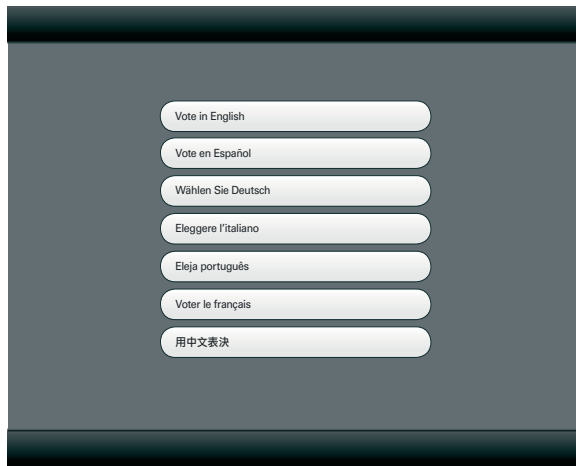 Vote in English
Vote en Español
Wählen Sie Deutsch
Eleggere l'italiano
Eleja português
Voter le français
用中文表決